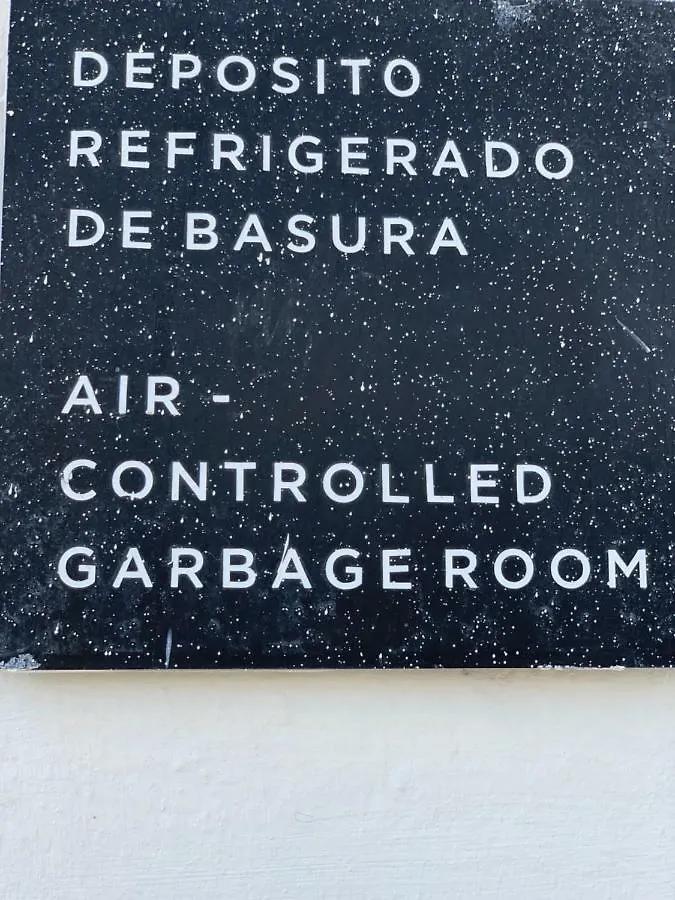 DEPOSITO
REFRIGERADO
DE BASURA
AIR -
CONTROLLED
GARBAGE ROOM